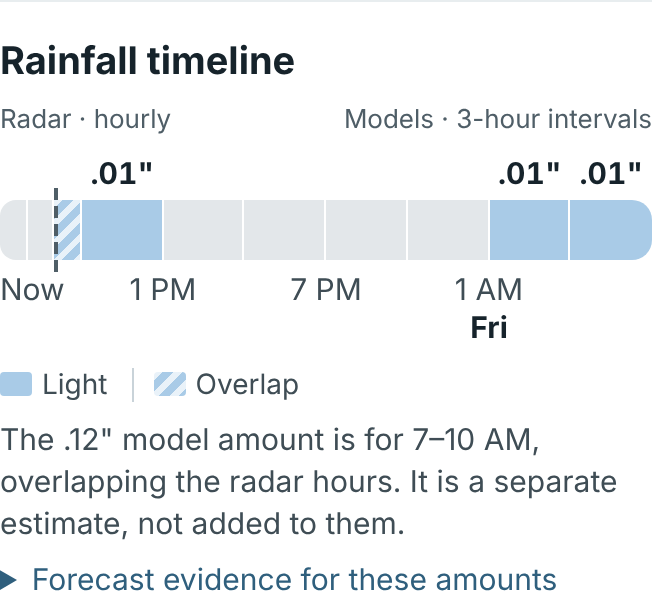 Rainfall timeline
Radar · hourly    Models · 3-hour intervals
.01"    .01"    .01"
Now    1 PM    7 PM    1 AM
Fri
Light    Overlap
The .12" model amount is for 7–10 AM,
overlapping the radar hours. It is a separate
estimate, not added to them.
Forecast evidence for these amounts